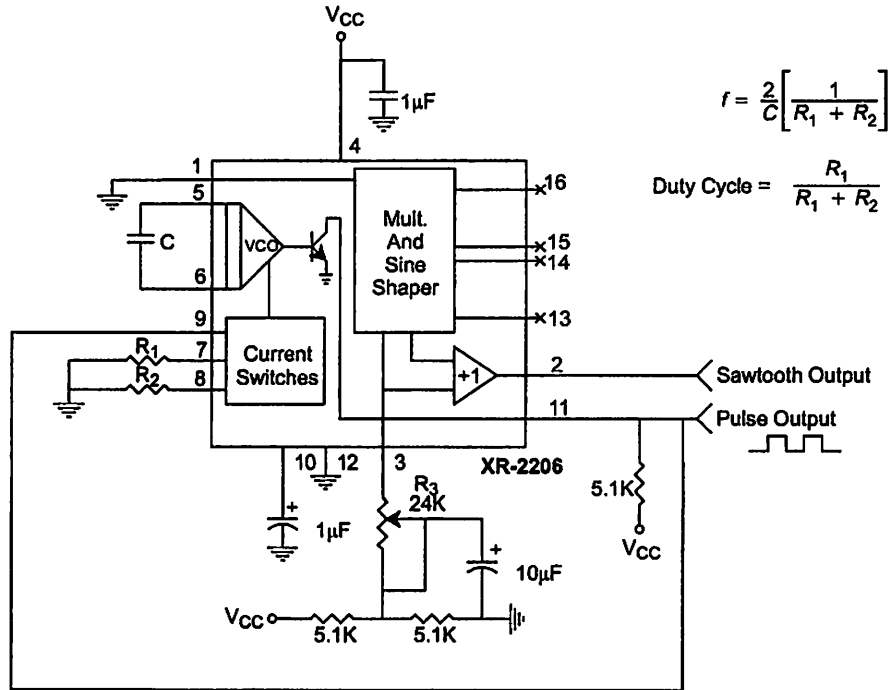 VCC
1µF
f = 2/C [ 1 / (R1 + R2) ]
4
1
16
5
Duty Cycle = R1 / (R1 + R2)
Mult.
And
Sine
Shaper
C
VCO
15
14
6
9
13
R1
7
Current
Switches
R2
8
+1
2
Sawtooth Output
11
Pulse Output
10
12
3
XR-2206
R3
24K
5.1K
+
1µF
+
10µF
VCC
VCC
5.1K
5.1K